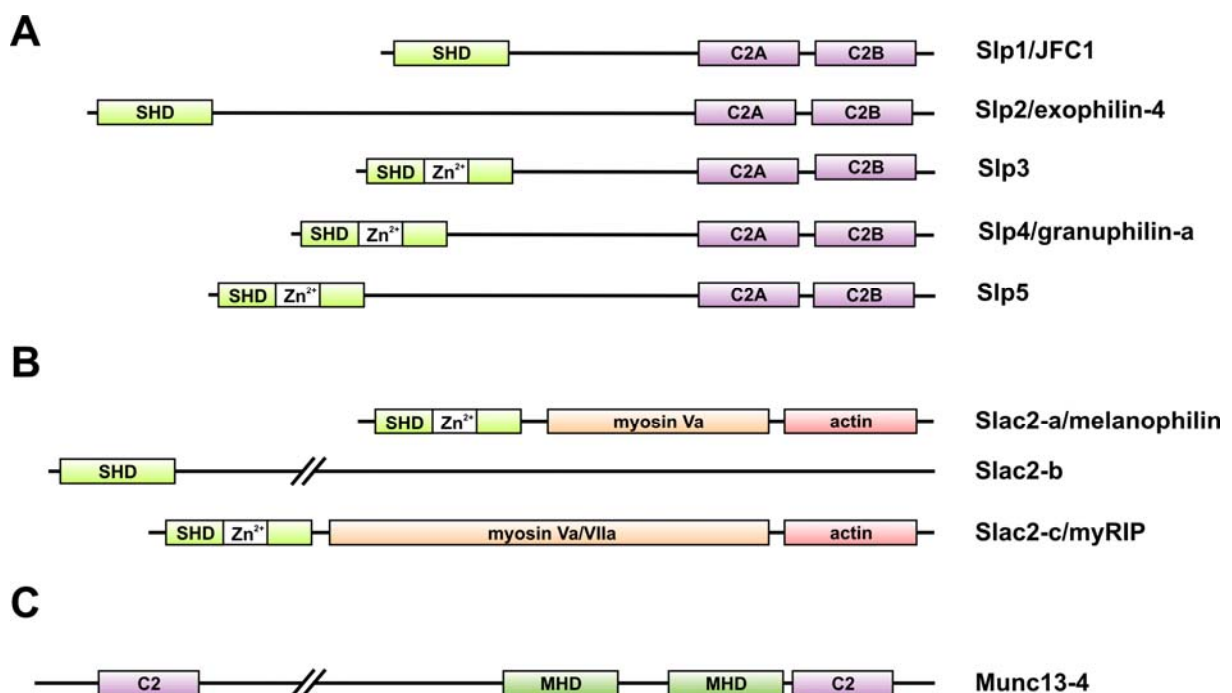 A
SHD C2A C2B Slp1/JFC1
SHD C2A C2B Slp2/exophilin-4
SHD Zn²⁺ C2A C2B Slp3
SHD Zn²⁺ C2A C2B Slp4/granuphilin-a
SHD Zn²⁺ C2A C2B Slp5
B
SHD Zn²⁺ myosin Va actin Slac2-a/melanophilin
SHD Slac2-b
SHD Zn²⁺ myosin Va/VIIa actin Slac2-c/myRIP
C
C2 MHD MHD C2 Munc13-4